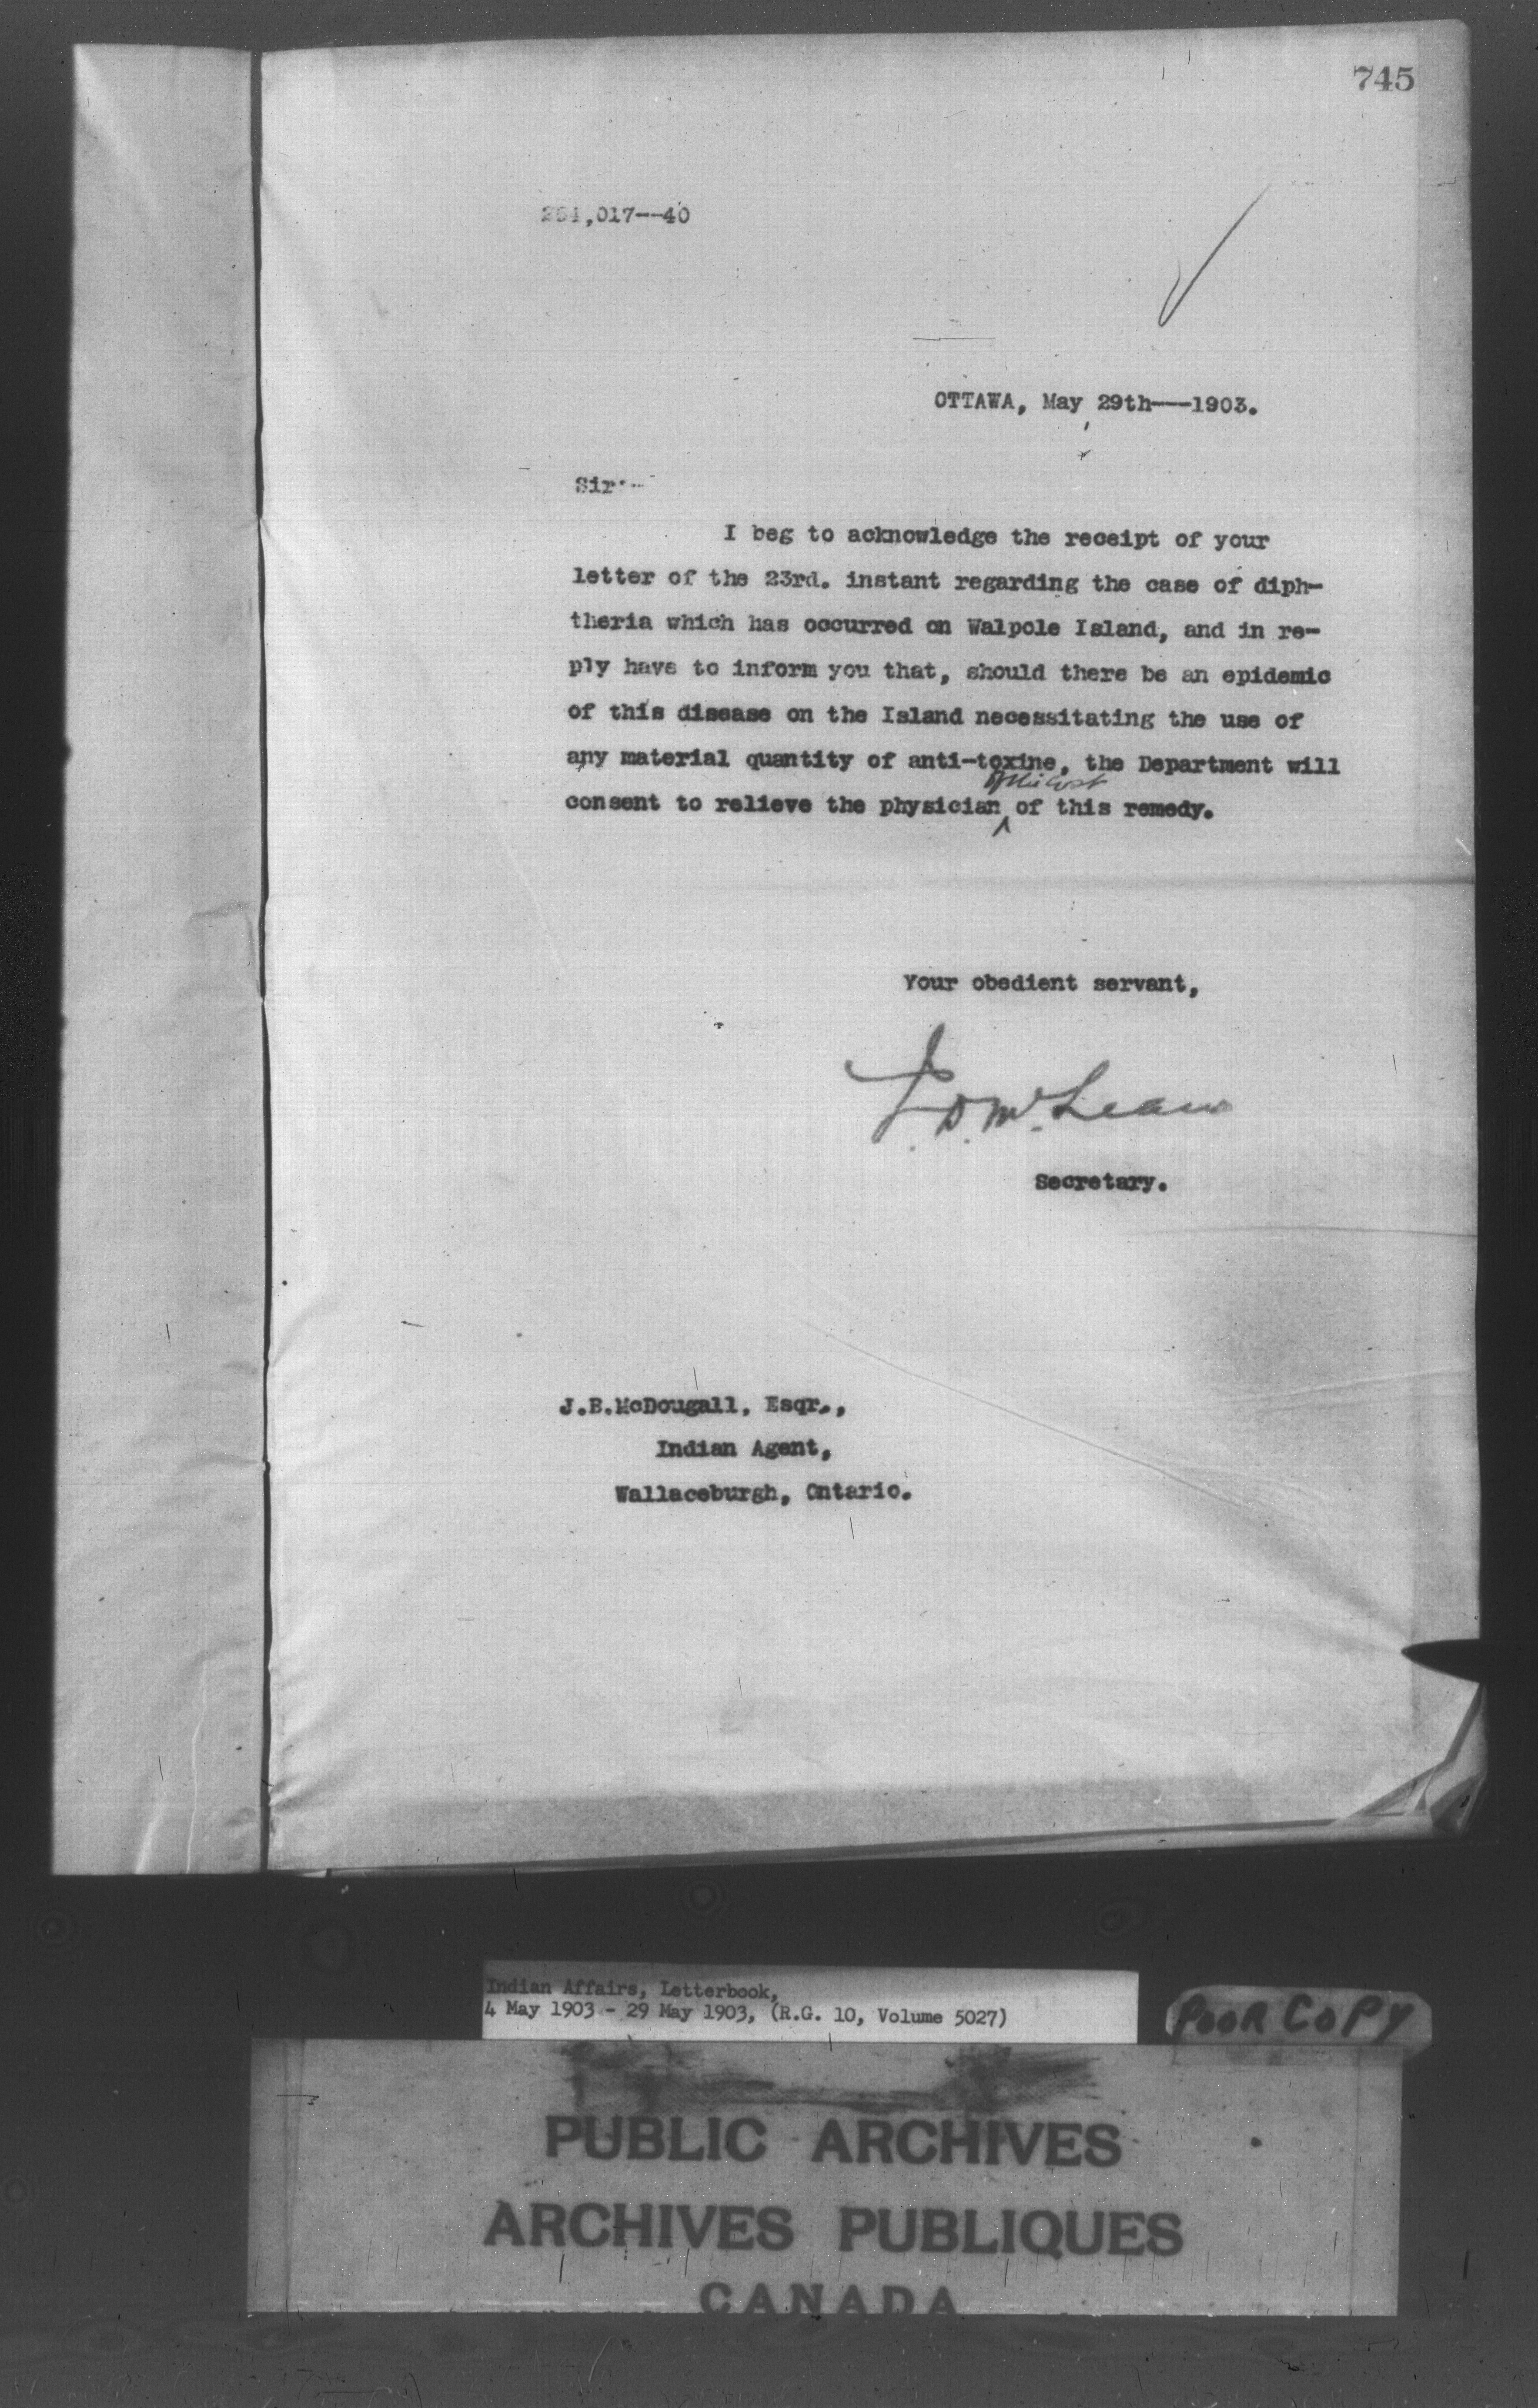 745
254,017--40
OTTAWA, May 29th---1903.
Sir:--
I beg to acknowledge the receipt of your
letter of the 23rd. instant regarding the case of diph-
theria which has occurred on Walpole Island, and in re-
ply have to inform you that, should there be an epidemic
of this disease on the Island necessitating the use of
any material quantity of anti-toxine, the Department will
of the cost
consent to relieve the physician of this remedy.
Your obedient servant,
J.D. McLean
Secretary.
J.B.McDougall, Esqr.,
Indian Agent,
Wallaceburgh, Ontario.
Indian Affairs, Letterbook,
4 May 1903 - 29 May 1903, (R.G. 10, Volume 5027)
POOR COPY
PUBLIC ARCHIVES
ARCHIVES PUBLIQUES
CANADA